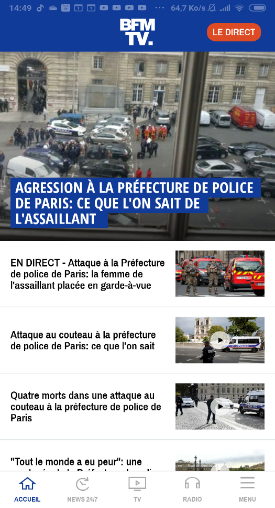 14:49
64,7 Ko/s
BFM
TV.
LE DIRECT
AGRESSION À LA PRÉFECTURE DE POLICE
DE PARIS: CE QUE L'ON SAIT DE
L'ASSAILLANT
EN DIRECT - Attaque à la Préfecture
de police de Paris: la femme de
l'assaillant placée en garde-à-vue
Attaque au couteau à la préfecture
de police de Paris: ce que l'on sait
Quatre morts dans une attaque au
couteau à la préfecture de police de
Paris
"Tout le monde a eu peur": une
ACCUEIL
NEWS 24/7
TV
RADIO
MENU